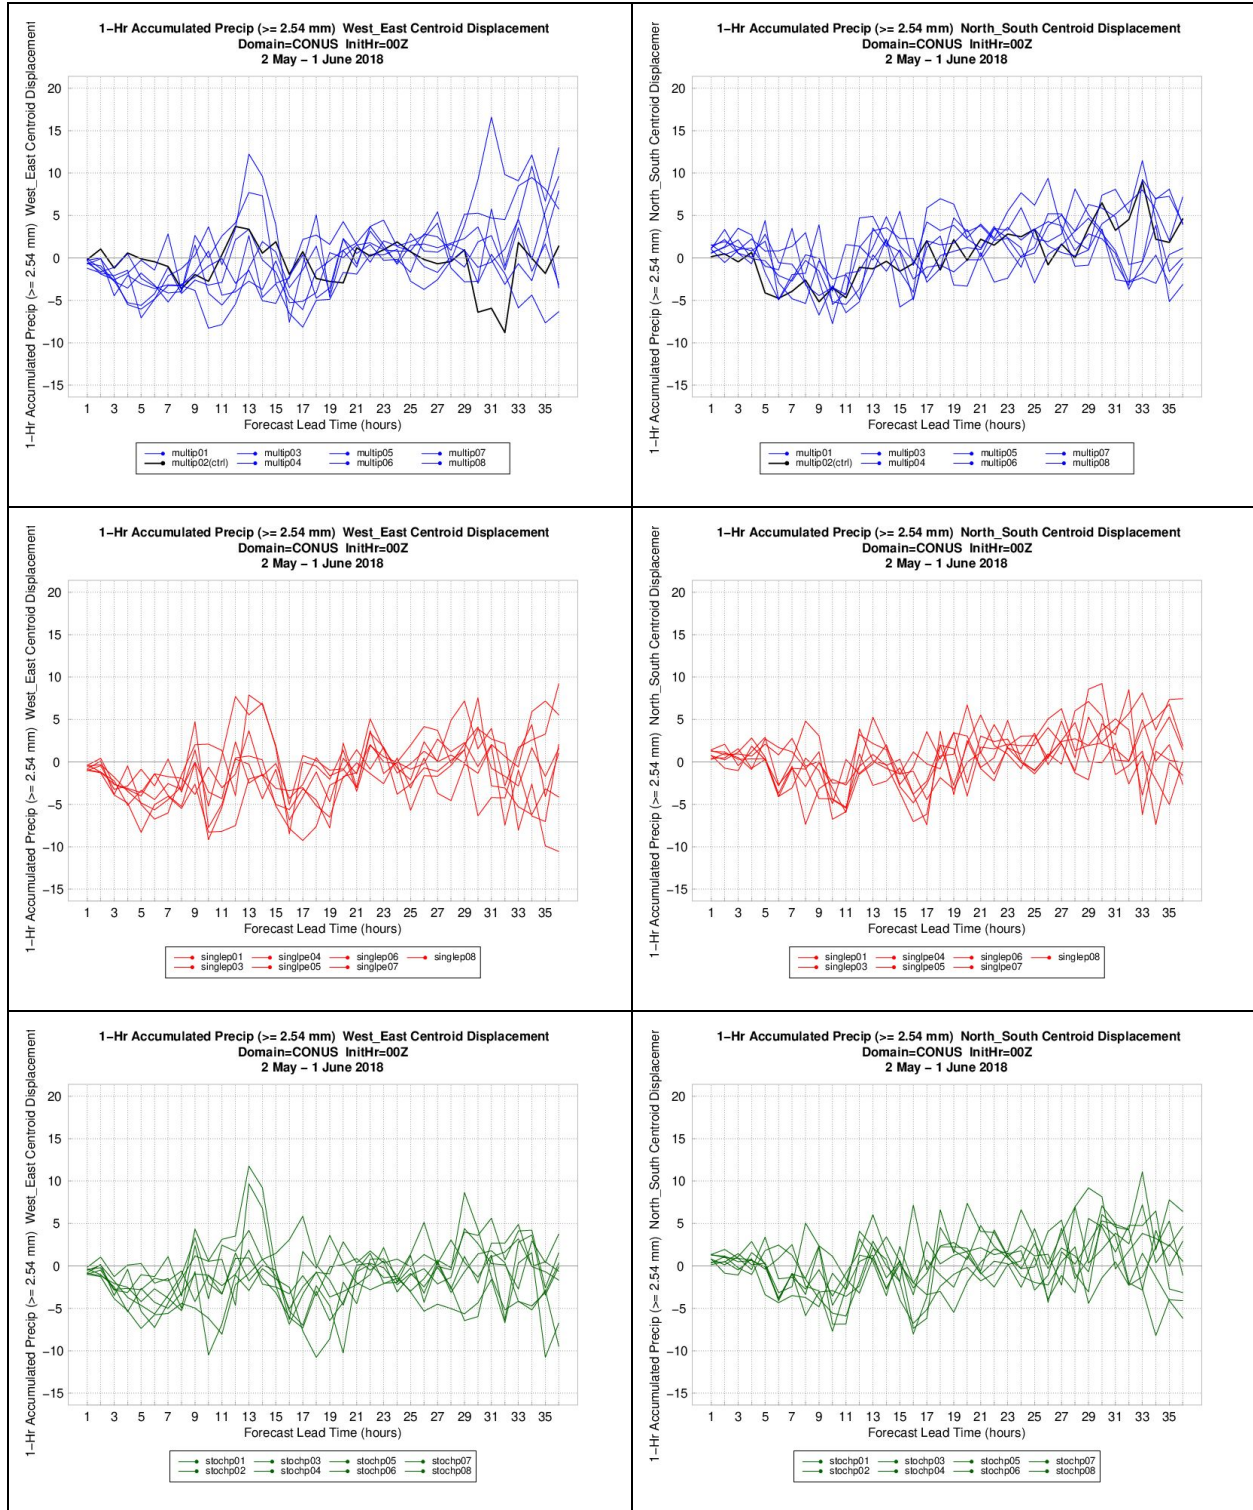 1−Hr Accumulated Precip (>= 2.54 mm) West_East Centroid Displacement
Domain=CONUS InitHr=00Z
2 May − 1 June 2018
1−Hr Accumulated Precip (>= 2.54 mm) West_East Centroid Displacement
20
15
10
5
0
−5
−10
−15
1 3 5 7 9 11 13 15 17 19 21 23 25 27 29 31 33 35
Forecast Lead Time (hours)
multip01 multip03 multip05 multip07
multip02(ctrl) multip04 multip06 multip08
1−Hr Accumulated Precip (>= 2.54 mm) North_South Centroid Displacement
Domain=CONUS InitHr=00Z
2 May − 1 June 2018
1−Hr Accumulated Precip (>= 2.54 mm) North_South Centroid Displacemen
20
15
10
5
0
−5
−10
−15
1 3 5 7 9 11 13 15 17 19 21 23 25 27 29 31 33 35
Forecast Lead Time (hours)
multip01 multip03 multip05 multip07
multip02(ctrl) multip04 multip06 multip08
1−Hr Accumulated Precip (>= 2.54 mm) West_East Centroid Displacement
Domain=CONUS InitHr=00Z
2 May − 1 June 2018
1−Hr Accumulated Precip (>= 2.54 mm) West_East Centroid Displacement
20
15
10
5
0
−5
−10
−15
1 3 5 7 9 11 13 15 17 19 21 23 25 27 29 31 33 35
Forecast Lead Time (hours)
singlep01 singlpe04 singlep06 singlep08
singlep03 singlpe05 singlpe07
1−Hr Accumulated Precip (>= 2.54 mm) North_South Centroid Displacement
Domain=CONUS InitHr=00Z
2 May − 1 June 2018
1−Hr Accumulated Precip (>= 2.54 mm) North_South Centroid Displacemen
20
15
10
5
0
−5
−10
−15
1 3 5 7 9 11 13 15 17 19 21 23 25 27 29 31 33 35
Forecast Lead Time (hours)
singlep01 singlpe04 singlep06 singlep08
singlep03 singlpe05 singlpe07
1−Hr Accumulated Precip (>= 2.54 mm) West_East Centroid Displacement
Domain=CONUS InitHr=00Z
2 May − 1 June 2018
1−Hr Accumulated Precip (>= 2.54 mm) West_East Centroid Displacement
20
15
10
5
0
−5
−10
−15
1 3 5 7 9 11 13 15 17 19 21 23 25 27 29 31 33 35
Forecast Lead Time (hours)
stochp01 stochp03 stochp05 stochp07
stochp02 stochp04 stochp06 stochp08
1−Hr Accumulated Precip (>= 2.54 mm) North_South Centroid Displacement
Domain=CONUS InitHr=00Z
2 May − 1 June 2018
1−Hr Accumulated Precip (>= 2.54 mm) North_South Centroid Displacemen
20
15
10
5
0
−5
−10
−15
1 3 5 7 9 11 13 15 17 19 21 23 25 27 29 31 33 35
Forecast Lead Time (hours)
stochp01 stochp03 stochp05 stochp07
stochp02 stochp04 stochp06 stochp08